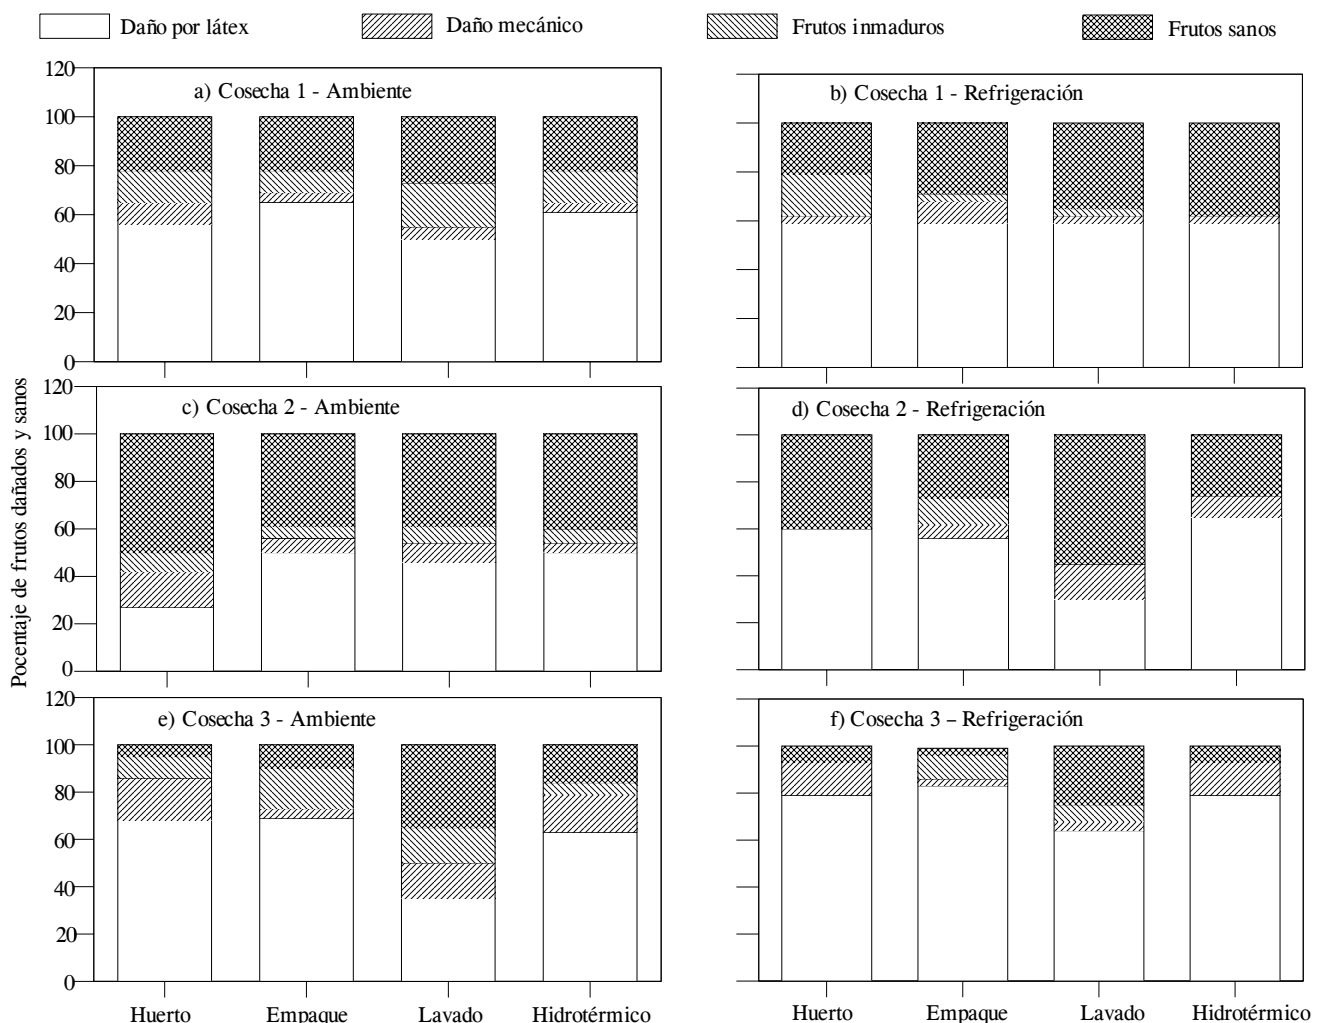 Daño por látex Daño mecánico Frutos inmaduros Frutos sanos
Pocentaje de frutos dañados y sanos
120
100
80
60
40
20
0
a) Cosecha 1 - Ambiente
b) Cosecha 1 - Refrigeración
120
100
80
60
40
20
0
c) Cosecha 2 - Ambiente
d) Cosecha 2 - Refrigeración
120
100
80
60
40
20
0
e) Cosecha 3 - Ambiente
f) Cosecha 3 – Refrigeración
Huerto Empaque Lavado Hidrotérmico
Huerto Empaque Lavado Hidrotérmico